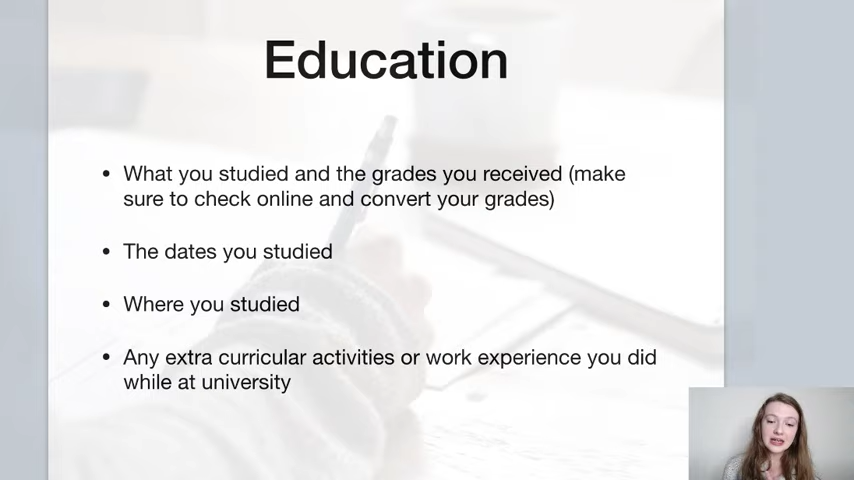 Education
• What you studied and the grades you received (make
sure to check online and convert your grades)
• The dates you studied
• Where you studied
• Any extra curricular activities or work experience you did
while at university